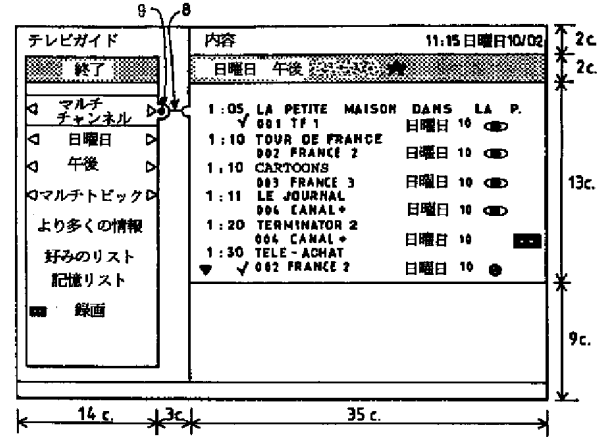 9 8
テレビガイド
内容 11:15 日曜日10/02
2c.
終了
日曜日 午後
2c.
マルチ
チャンネル
日曜日
午後
マルチトピック
より多くの情報
好みのリスト
記憶リスト
録画
1:05 LA PETITE MAISON DANS LA P.
001 TF 1 日曜日 10
1:10 TOUR DE FRANCE
002 FRANCE 2 日曜日 10
1:10 CARTOONS
003 FRANCE 3 日曜日 10
1:11 LE JOURNAL
004 CANAL+ 日曜日 10
1:20 TERMINATOR 2
004 CANAL+ 日曜日 10
1:30 TELE-ACHAT
002 FRANCE 2 日曜日 10
13c.
9c.
14 c. 3c. 35 c.